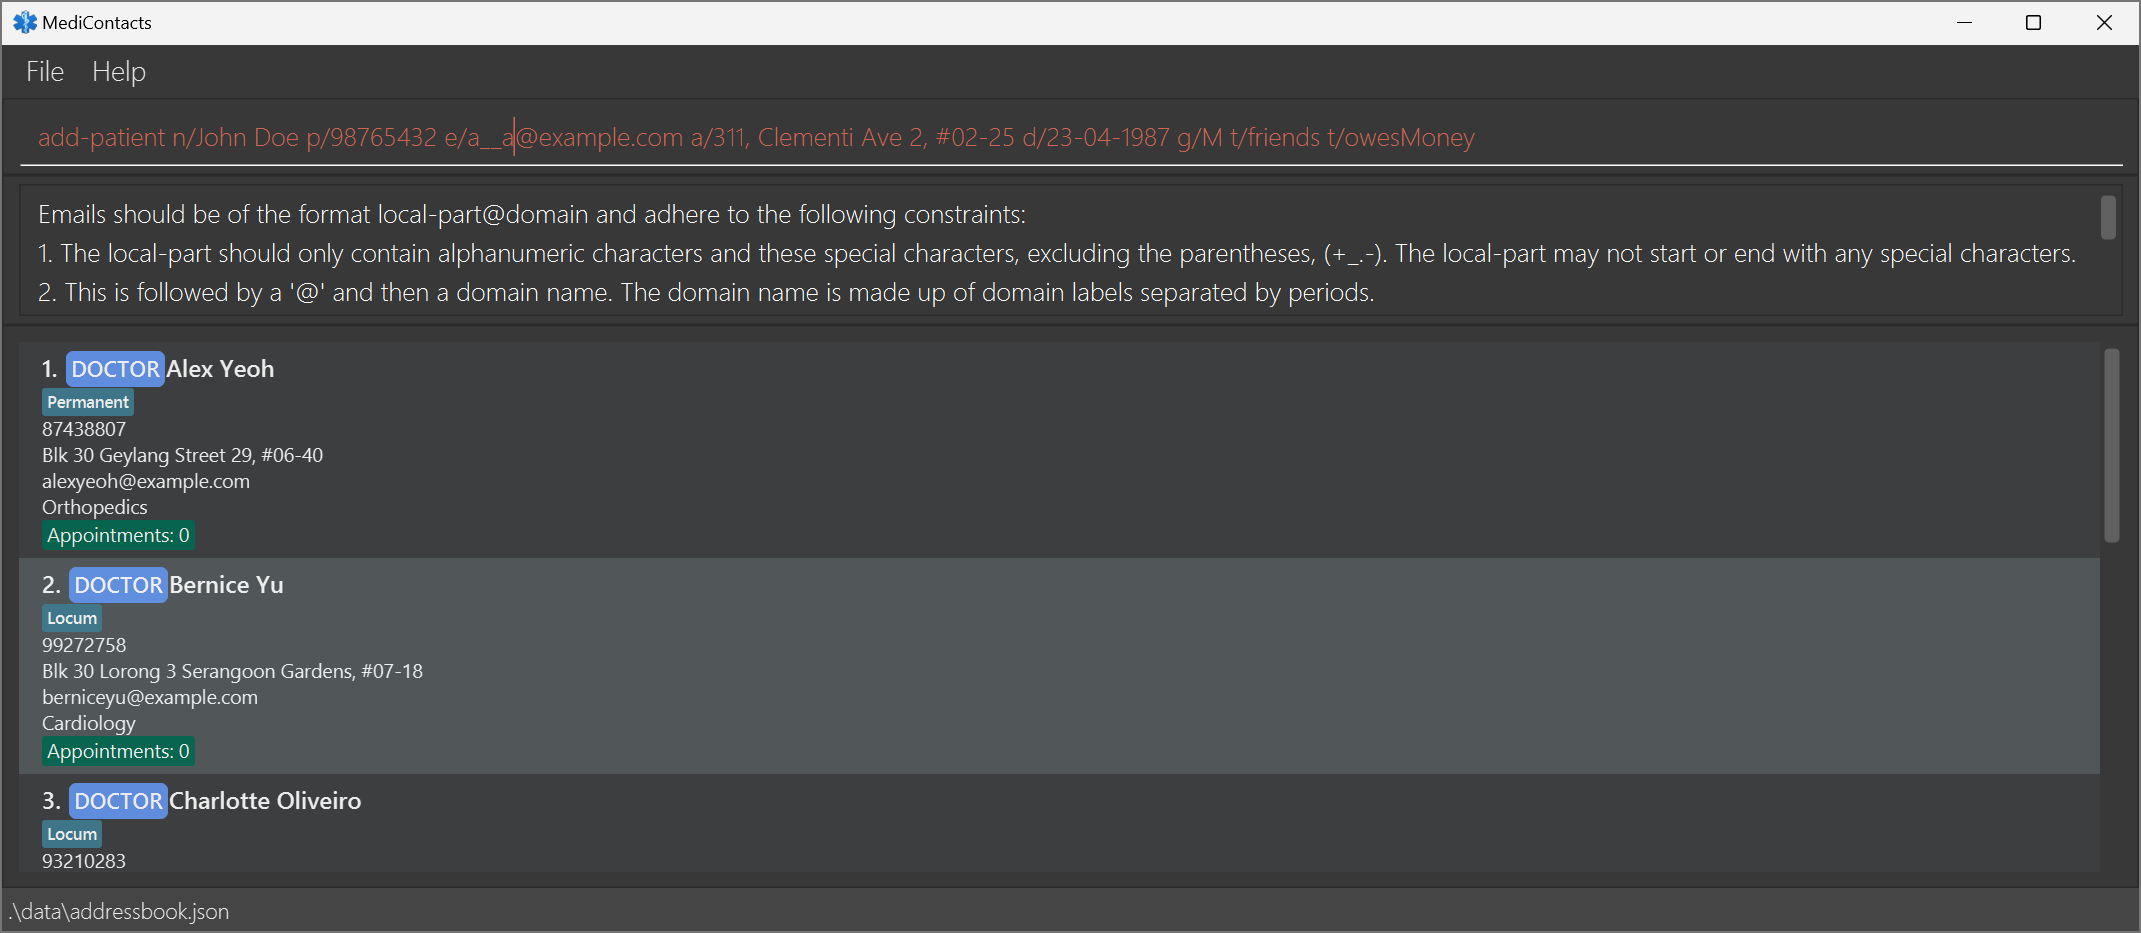 MediContacts
File Help
add-patient n/John Doe p/98765432 e/a__a@example.com a/311, Clementi Ave 2, #02-25 d/23-04-1987 g/M t/friends t/owesMoney
Emails should be of the format local-part@domain and adhere to the following constraints:
1. The local-part should only contain alphanumeric characters and these special characters, excluding the parentheses, (+_.-). The local-part may not start or end with any special characters.
2. This is followed by a '@' and then a domain name. The domain name is made up of domain labels separated by periods.
1. DOCTOR Alex Yeoh
Permanent
87438807
Blk 30 Geylang Street 29, #06-40
alexyeoh@example.com
Orthopedics
Appointments: 0
2. DOCTOR Bernice Yu
Locum
99272758
Blk 30 Lorong 3 Serangoon Gardens, #07-18
berniceyu@example.com
Cardiology
Appointments: 0
3. DOCTOR Charlotte Oliveiro
Locum
93210283
.\data\addressbook.json